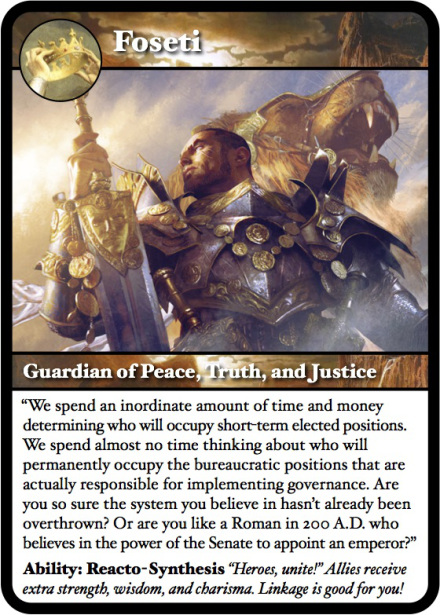 Foseti
Guardian of Peace, Truth, and Justice
“We spend an inordinate amount of time and money
determining who will occupy short-term elected positions.
We spend almost no time thinking about who will
permanently occupy the bureaucratic positions that are
actually responsible for implementing governance. Are
you so sure the system you believe in hasn’t already been
overthrown? Or are you like a Roman in 200 A.D. who
believes in the power of the Senate to appoint an emperor?”
Ability: Reacto-Synthesis “Heroes, unite!” Allies receive
extra strength, wisdom, and charisma. Linkage is good for you!